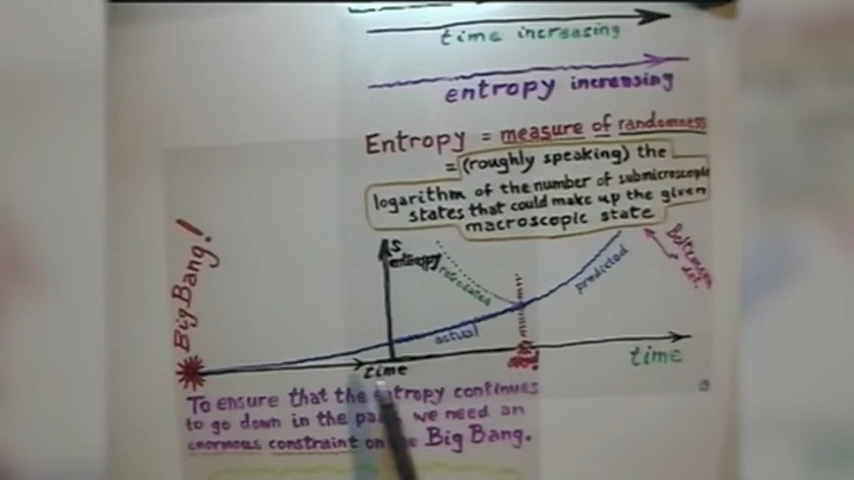 time increasing
entropy increasing
Entropy = measure of randomness
= (roughly speaking) the
logarithm of the number of submicroscopic
states that could make up the given
macroscopic state
Big Bang!
S
entropy
retrodicted
actual
predicted
Boltzmann
def.
time
time
To ensure that the entropy continues
to go down in the past we need an
enormous constraint on the Big Bang.